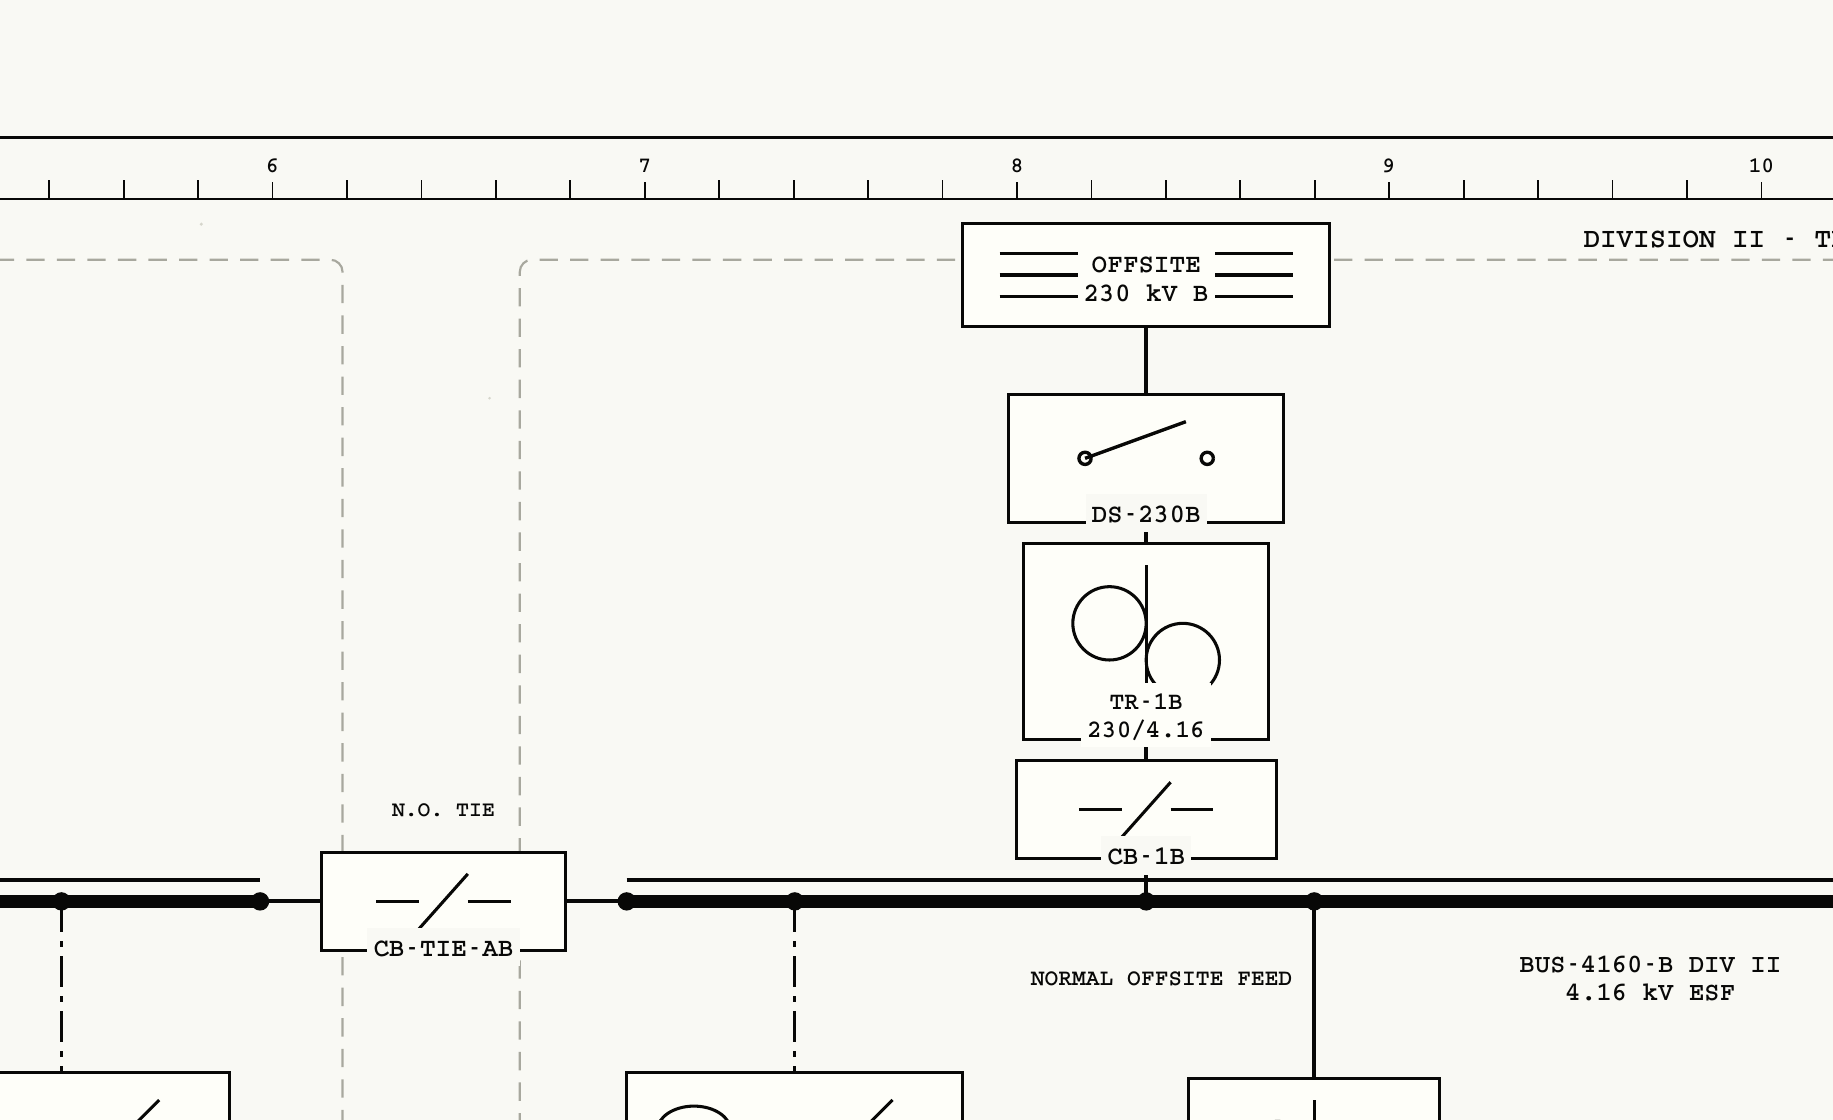 6 7 8 9 10
DIVISION II - T
OFFSITE
230 kV B
DS-230B
TR-1B
230/4.16
N.O. TIE
CB-1B
CB-TIE-AB
NORMAL OFFSITE FEED
BUS-4160-B DIV II
4.16 kV ESF